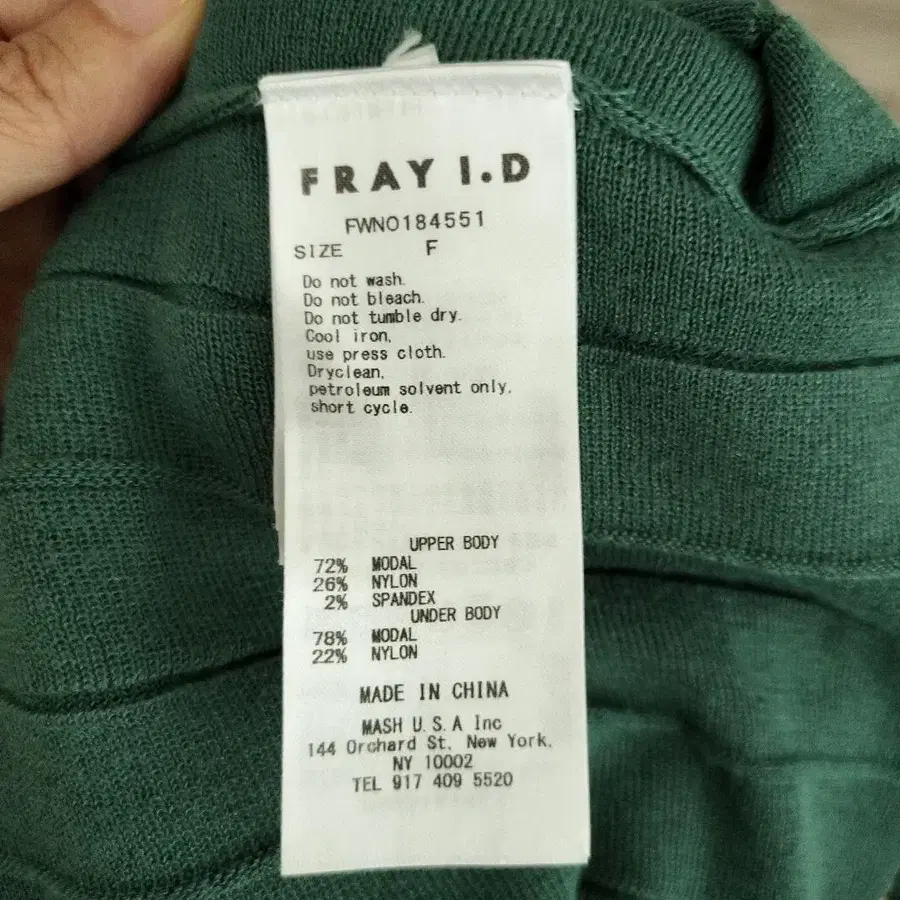 FRAY I.D
FWNO184551
SIZE F
Do not wash.
Do not bleach.
Do not tumble dry.
Cool iron,
use press cloth.
Dryclean,
petroleum solvent only,
short cycle.
UPPER BODY
72% MODAL
26% NYLON
2% SPANDEX
UNDER BODY
78% MODAL
22% NYLON
MADE IN CHINA
MASH U.S.A Inc
144 Orchard St. New York,
NY 10002
TEL 917 409 5520